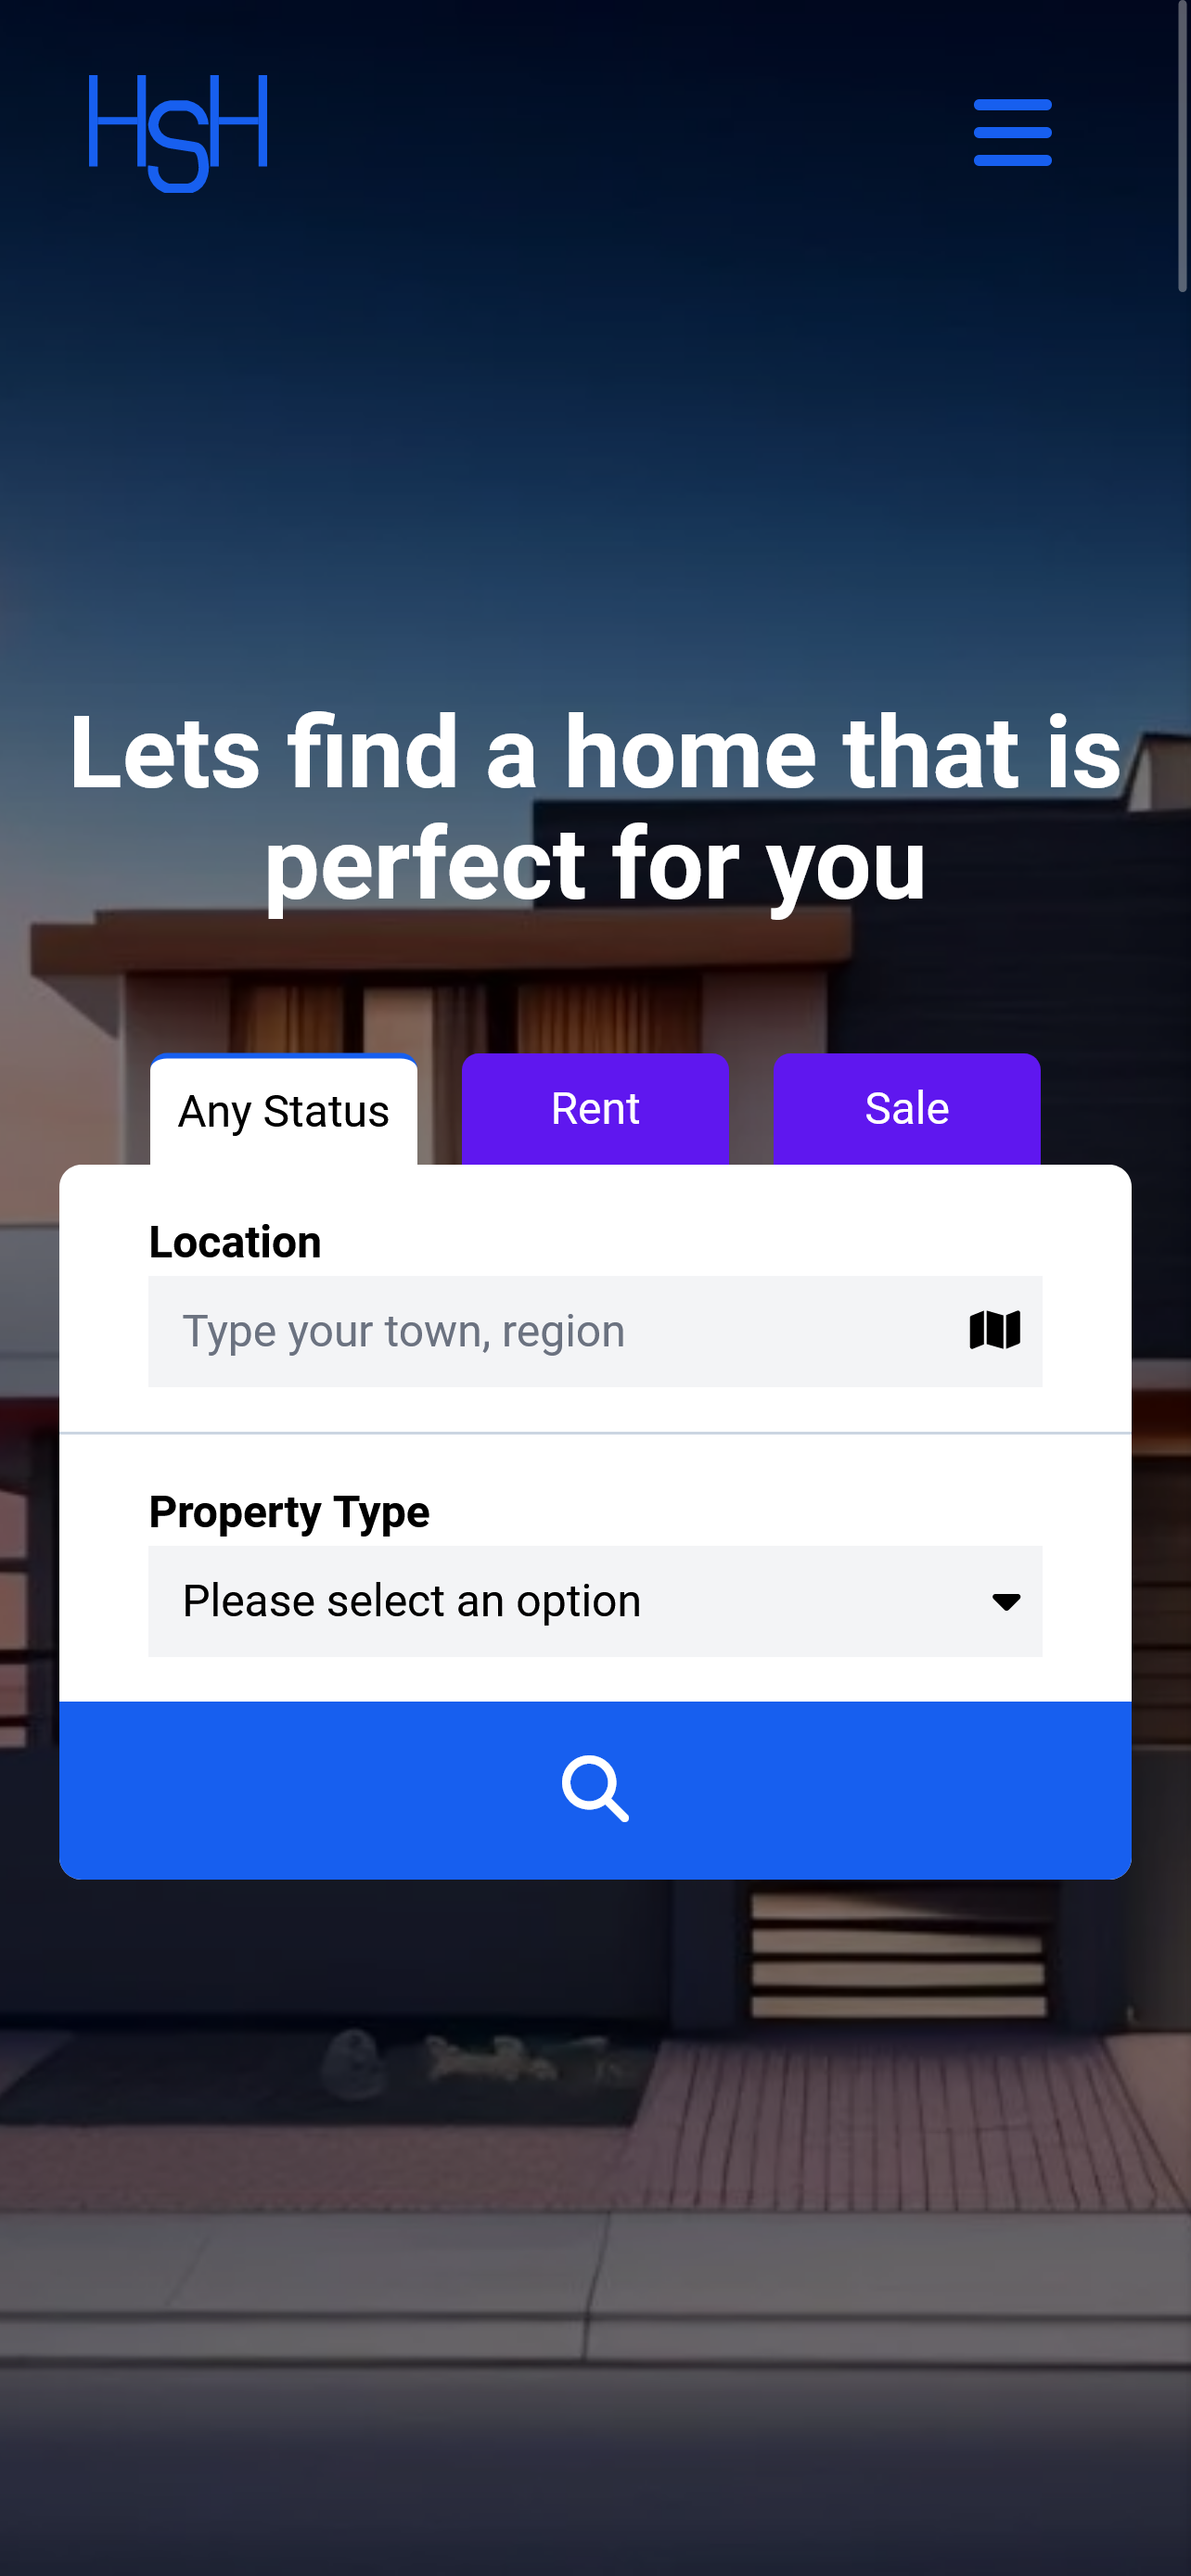 HSH
Lets find a home that is
perfect for you
Any Status
Rent
Sale
Location
Type your town, region
Property Type
Please select an option